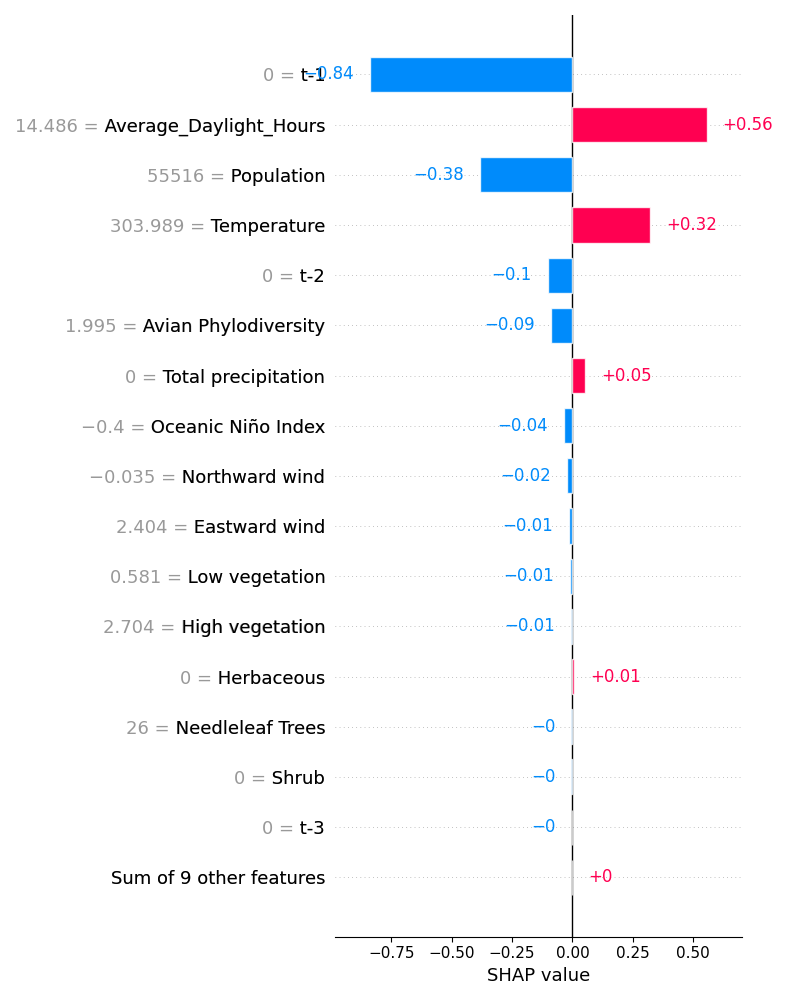 0 = t-1 −0.84
14.486 = Average_Daylight_Hours +0.56
55516 = Population −0.38
303.989 = Temperature +0.32
0 = t-2 −0.1
1.995 = Avian Phylodiversity −0.09
0 = Total precipitation +0.05
−0.4 = Oceanic Niño Index −0.04
−0.035 = Northward wind −0.02
2.404 = Eastward wind −0.01
0.581 = Low vegetation −0.01
2.704 = High vegetation −0.01
0 = Herbaceous +0.01
26 = Needleleaf Trees −0
0 = Shrub −0
0 = t-3 −0
Sum of 9 other features +0
−0.75 −0.50 −0.25 0.00 0.25 0.50
SHAP value